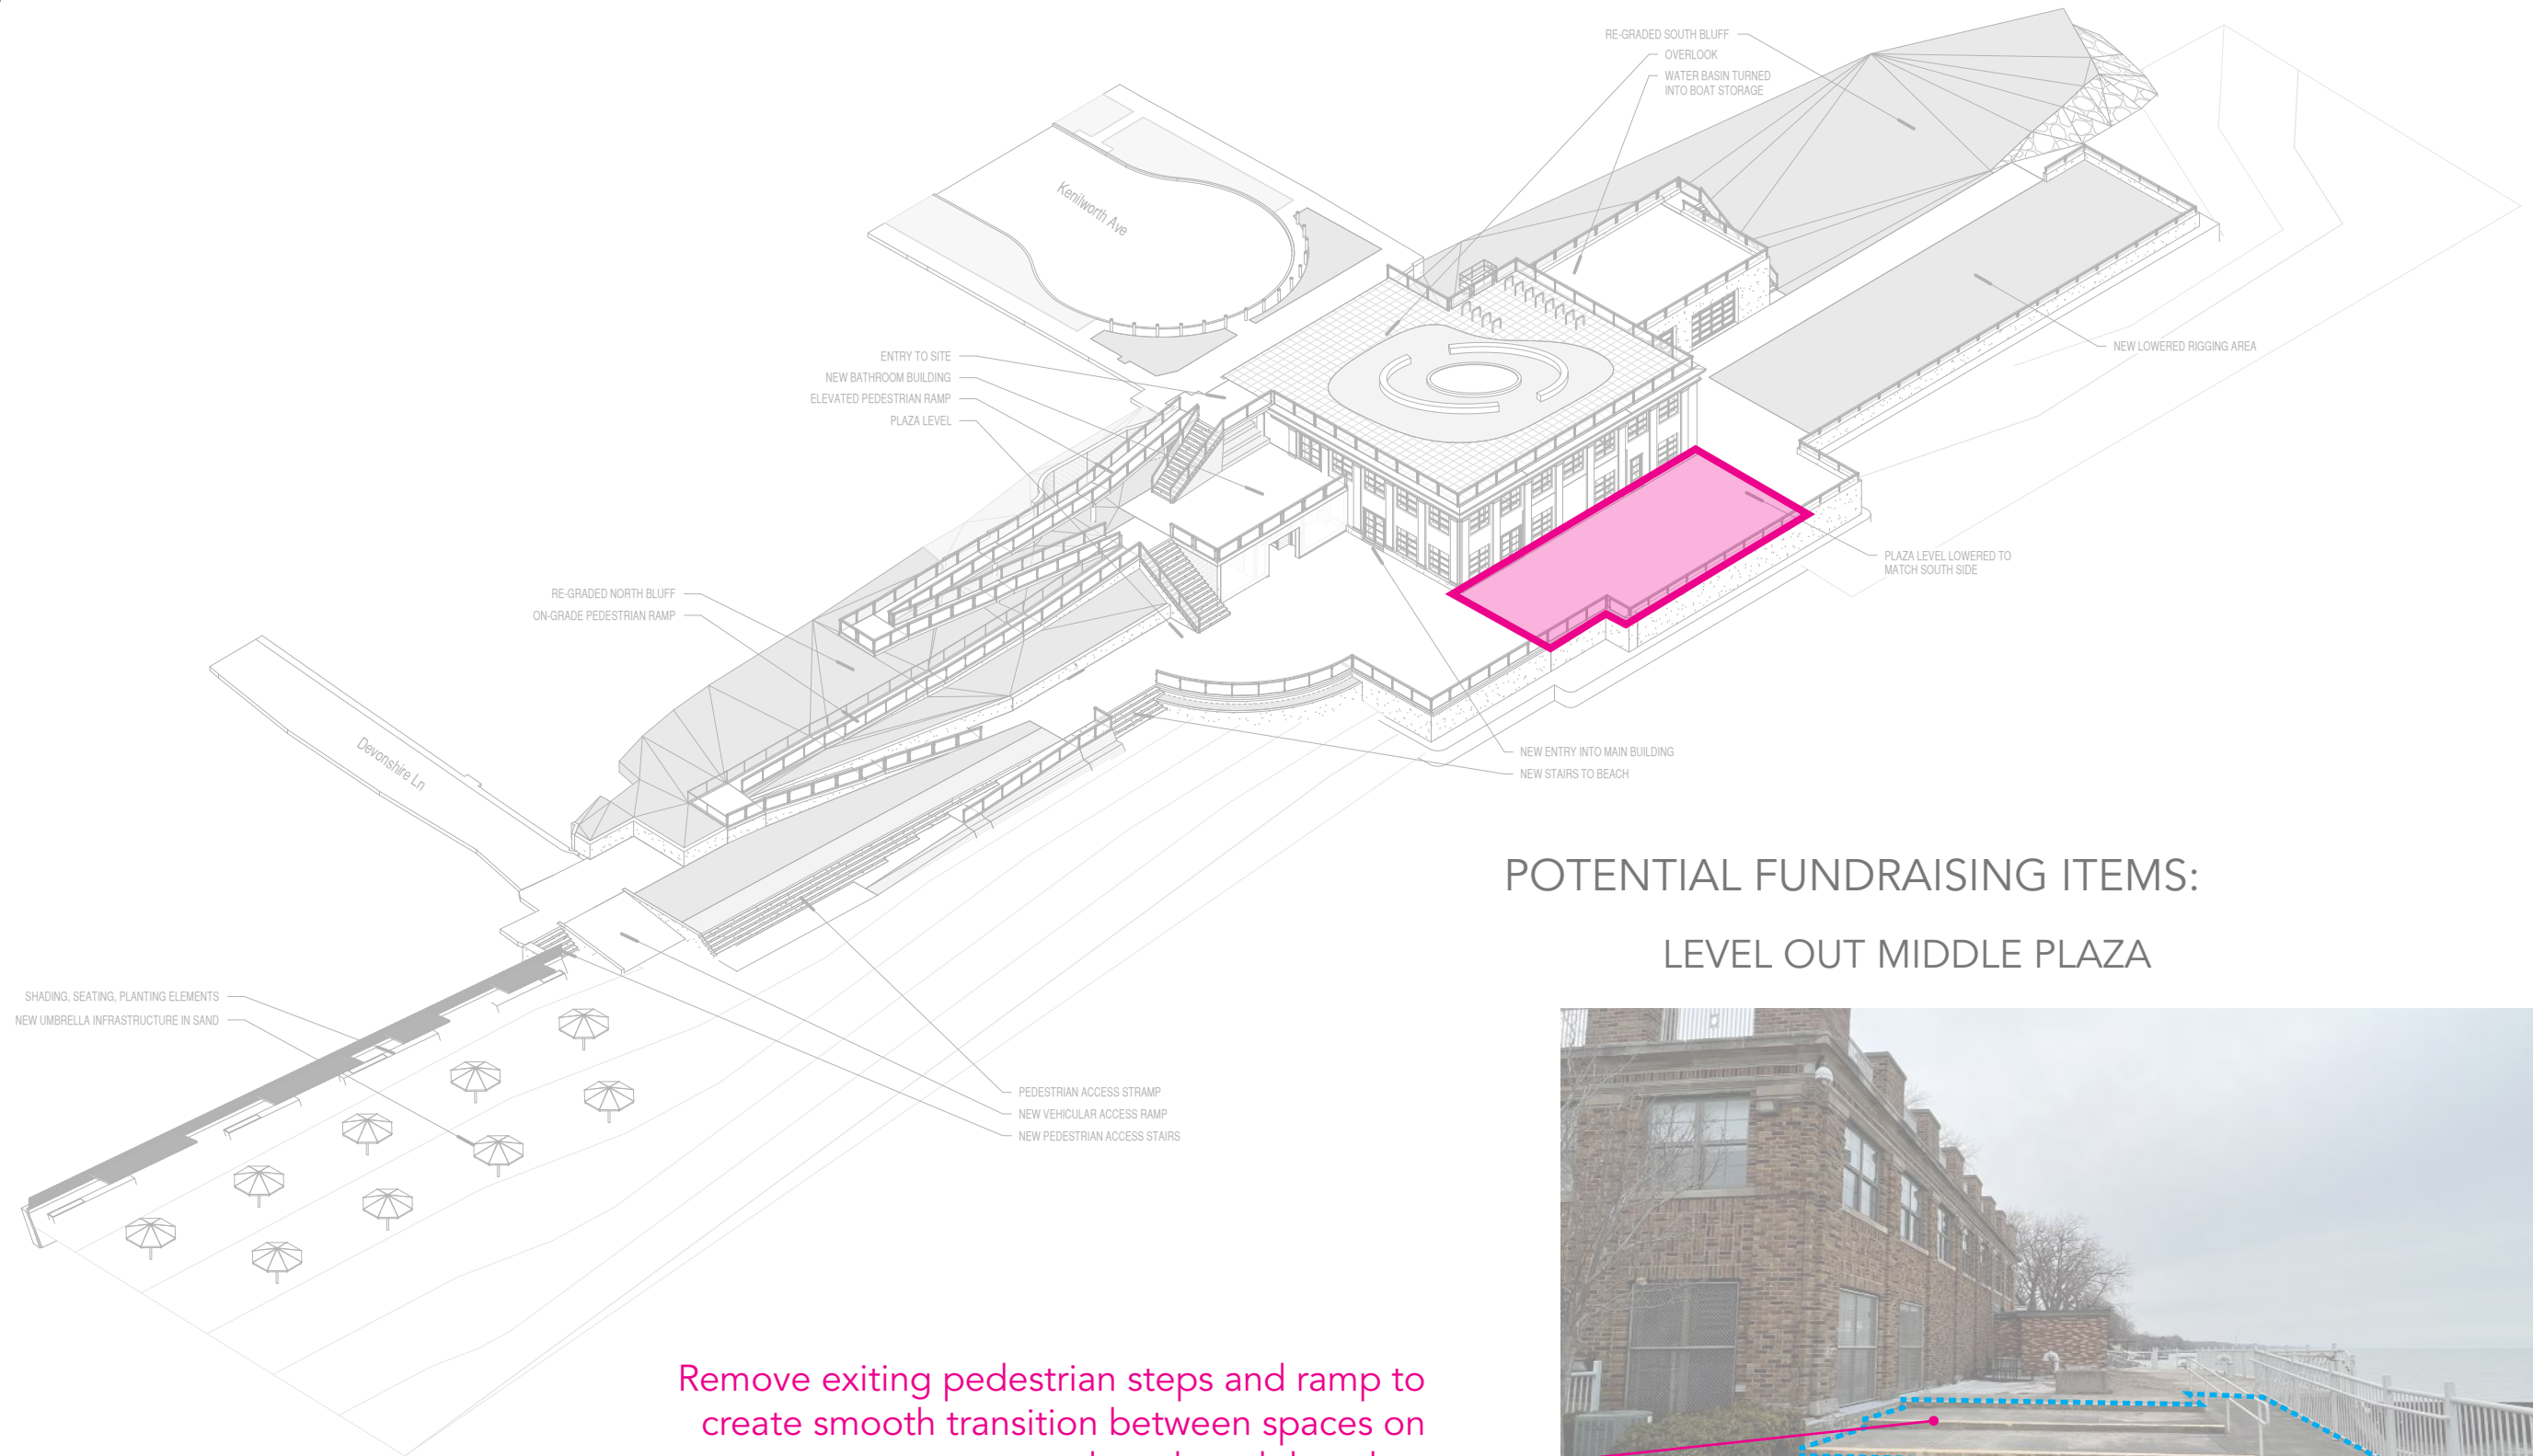 RE-GRADED SOUTH BLUFF
OVERLOOK
WATER BASIN TURNED
INTO BOAT STORAGE
Kenilworth Ave
ENTRY TO SITE
NEW BATHROOM BUILDING
ELEVATED PEDESTRIAN RAMP
PLAZA LEVEL
NEW LOWERED RIGGING AREA
PLAZA LEVEL LOWERED TO
MATCH SOUTH SIDE
RE-GRADED NORTH BLUFF
ON-GRADE PEDESTRIAN RAMP
Devonshire Ln
NEW ENTRY INTO MAIN BUILDING
NEW STAIRS TO BEACH
POTENTIAL FUNDRAISING ITEMS:
LEVEL OUT MIDDLE PLAZA
SHADING, SEATING, PLANTING ELEMENTS
NEW UMBRELLA INFRASTRUCTURE IN SAND
PEDESTRIAN ACCESS STRAMP
NEW VEHICULAR ACCESS RAMP
NEW PEDESTRIAN ACCESS STAIRS
Remove exiting pedestrian steps and ramp to
create smooth transition between spaces on